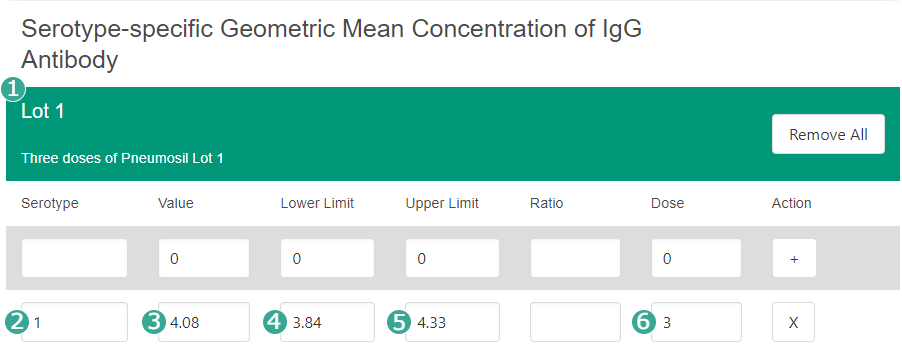 Serotype-specific Geometric Mean Concentration of IgG
Antibody
1
Lot 1
Remove All
Three doses of Pneumosil Lot 1
Serotype Value Lower Limit Upper Limit Ratio Dose Action
0 0 0 0 +
2 1 3 4.08 4 3.84 5 4.33 6 3 X